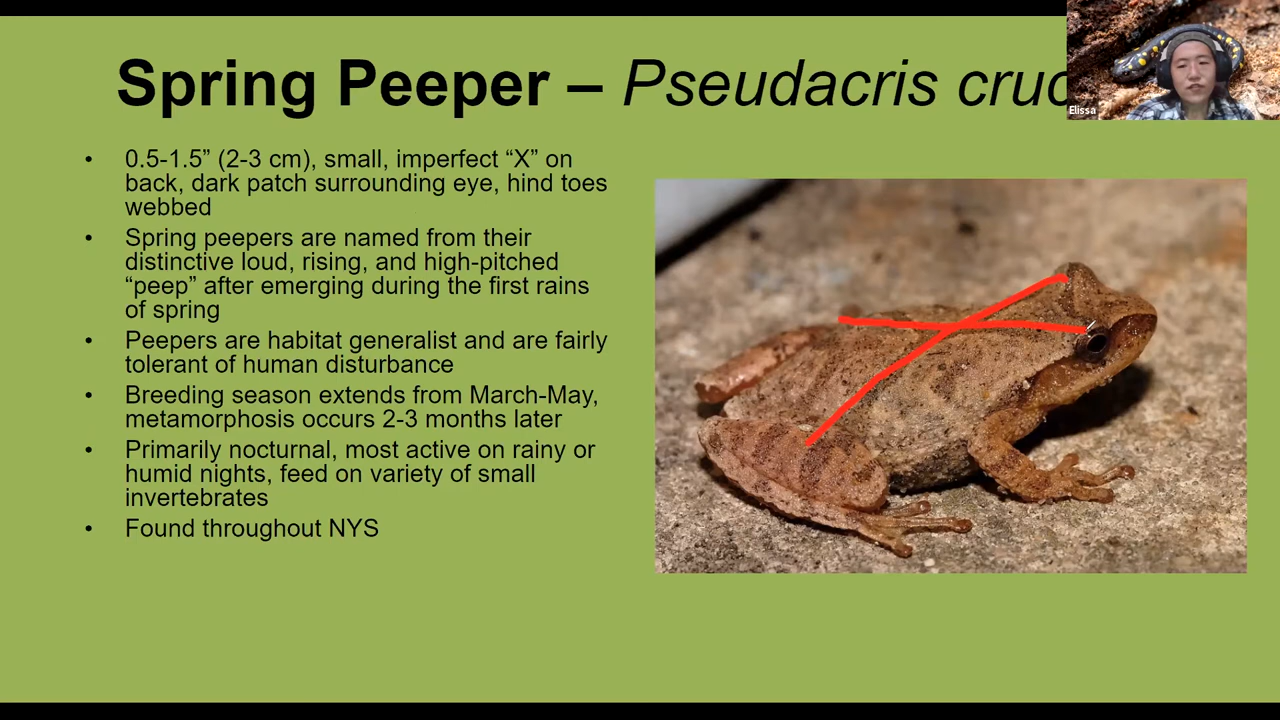 Spring Peeper – Pseudacris cruc
Elissa
• 0.5-1.5” (2-3 cm), small, imperfect “X” on
back, dark patch surrounding eye, hind toes
webbed
• Spring peepers are named from their
distinctive loud, rising, and high-pitched
“peep” after emerging during the first rains
of spring
• Peepers are habitat generalist and are fairly
tolerant of human disturbance
• Breeding season extends from March-May,
metamorphosis occurs 2-3 months later
• Primarily nocturnal, most active on rainy or
humid nights, feed on variety of small
invertebrates
• Found throughout NYS